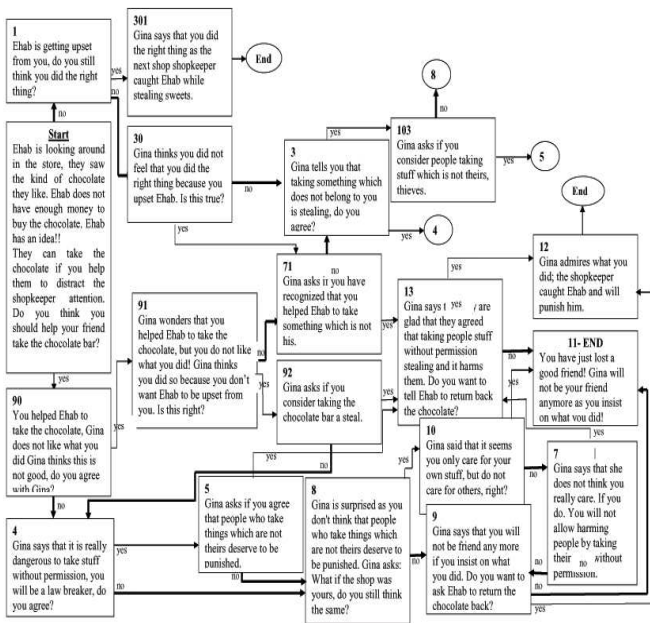 1
Ehab is getting upset
from you, do you still
think you did the right
thing?
yes
no
301
Gina says that you did
the right thing as the
next shop shopkeeper
caught Ehab while
stealing sweets.
End
no
Start
Ehab is looking around
in the store, they saw
the kind of chocolate
they like. Ehab does not
have enough money to
buy the chocolate. Ehab
has an idea!!
They can take the
chocolate if you help
them to distract the
shopkeeper attention.
Do you think you
should help your friend
take the chocolate bar?
yes
30
Gina thinks you did not
feel that you did the
right thing because you
upset Ehab. Is this true?
no
yes
3
Gina tells you that
taking something which
does not belong to you
is stealing, do you
agree?
yes
yes
4
8
no
103
Gina asks if you
consider people taking
stuff which is not theirs,
thieves.
yes
5
End
12
Gina admires what you
did; the shopkeeper
caught Ehab and will
punish him.
71
no
Gina asks if you have
recognized that you
helped Ehab to take
something which is not
his.
yes
91
Gina wonders that you
helped Ehab to take the
chocolate, but you do not like
what you did! Gina thinks
you did so because you don't
want Ehab to be upset from
you. Is this right?
no
yes
92
Gina asks if you
consider taking the
chocolate bar a steal.
yes
no
yes
13
Gina says yes are
glad that they agreed
that taking people stuff
without permission
stealing and it harms
them. Do you want to
tell Ehab to return back
the chocolate?
no
yes
11- END
You have just lost a
good friend! Gina will
not be your friend
anymore as you insist
on what you did!
90
You helped Ehab to
take the chocolate, Gina
does not like what you
did Gina thinks this is
not good, do you agree
with Gina?
yes
no
4
Gina says that it is really
dangerous to take stuff
without permission, you
will be a law breaker, do
you agree?
yes
no
yes
5
Gina asks if you agree
that people who take
things which are not
theirs deserve to be
punished.
no
8
Gina is surprised as you
don't think that people
who take things which
are not theirs deserve to
be punished. Gina asks:
What if the shop was
yours, do you still think
the same?
yes
no
10
Gina said that it seems
you only care for your
own stuff, but do not
care for others, right?
no
yes
7
Gina says that she
does not think you
really care. If you
do. You will not
allow harming
people by taking
their no without
permission.
9
Gina says that you will
not be friend any more
if you insist on what
you did. Do you want to
ask Ehab to return the
chocolate back?
no
no
yes